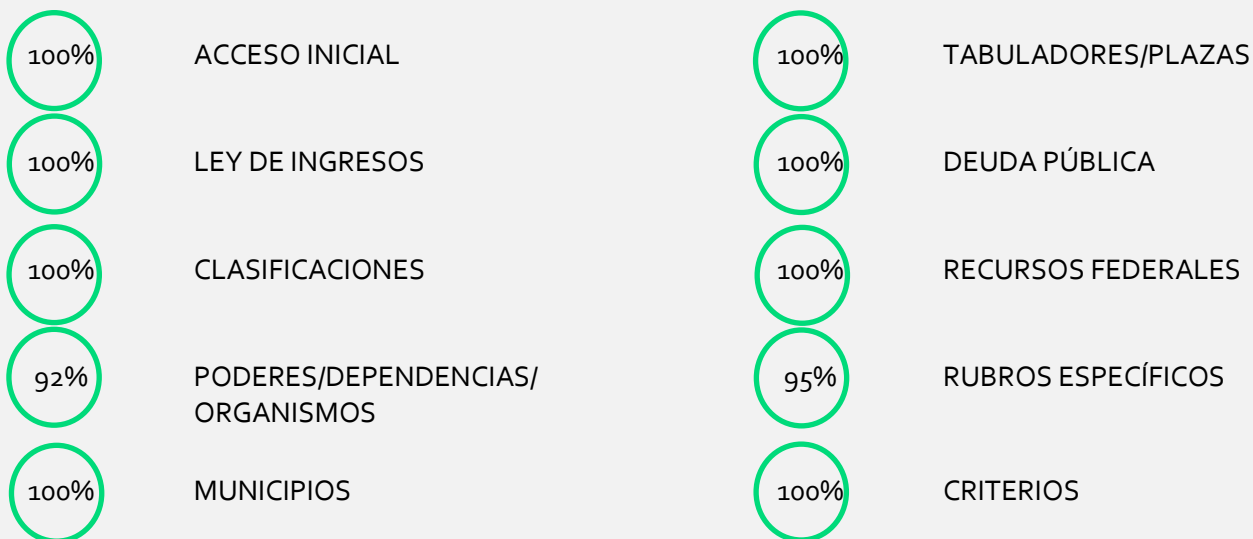 100% ACCESO INICIAL
100% LEY DE INGRESOS
100% CLASIFICACIONES
92% PODERES/DEPENDENCIAS/
ORGANISMOS
100% MUNICIPIOS
100% TABULADORES/PLAZAS
100% DEUDA PÚBLICA
100% RECURSOS FEDERALES
95% RUBROS ESPECÍFICOS
100% CRITERIOS